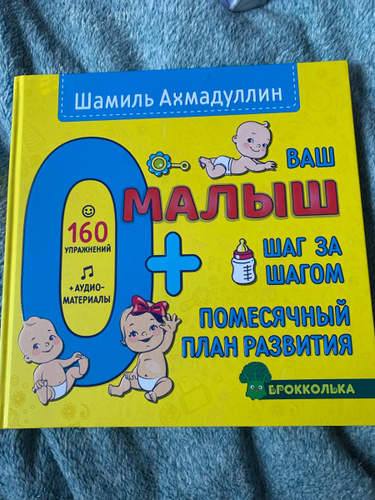 Шамиль Ахмадуллин
ВАШ
МАЛЫШ
0+
160
УПРАЖНЕНИЙ
+ АУДИО-
МАТЕРИАЛЫ
ШАГ ЗА
ШАГОМ
ПОМЕСЯЧНЫЙ
ПЛАН РАЗВИТИЯ
БРОККОЛЬКА